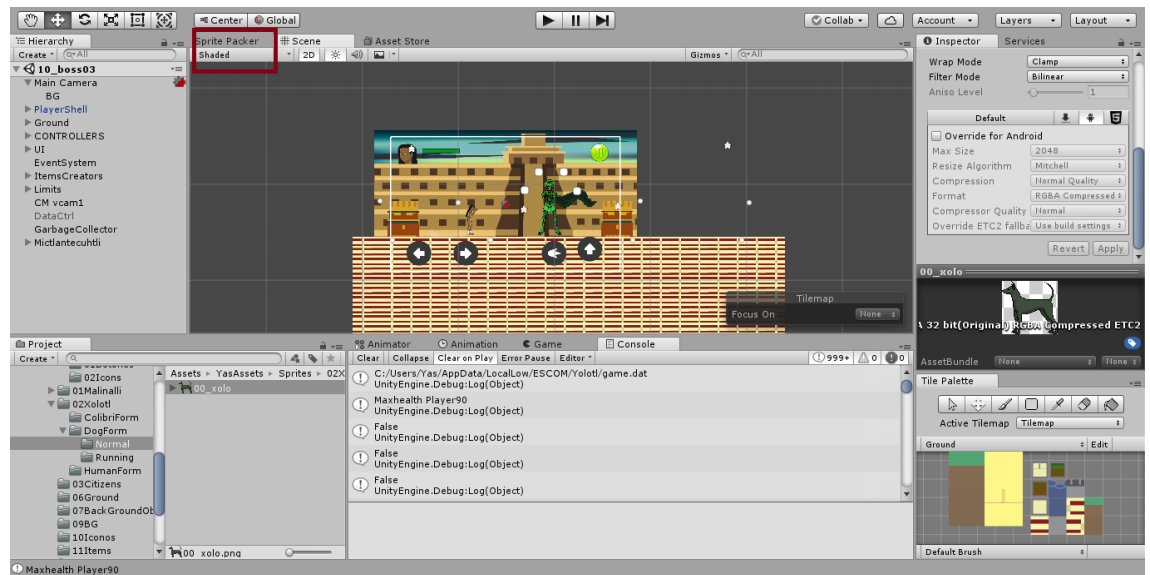 Center Global Collab Account Layers Layout
Hierarchy
Create All
10_boss03
Main Camera
BG
PlayerShell
Ground
CONTROLLERS
UI
EventSystem
ItemsCreators
Limits
CM vcam1
DataCtrl
GarbageCollector
Mictlantecuhtli
Sprite Packer Scene Asset Store
Shaded 2D Gizmos All
Tilemap
Focus On None
Inspector Services
Wrap Mode Clamp
Filter Mode Bilinear
Aniso Level 1
Default
Override for Android
Max Size 2048
Resize Algorithm Mitchell
Compression Normal Quality
Format RGBA Compressed
Compressor Quality Normal
Override ETC2 fallba Use build settings
Revert Apply
00_xolo
A 32 bit(Original) RGBA Compressed ETC2
AssetBundle None None
Project
Create
02Icons
01Malinalli
02Xolotl
ColibriForm
DogForm
Normal
Running
HumanForm
03Citizens
06Ground
07BackGroundOb
09BG
10Iconos
11Items
Assets YasAssets Sprites 02X
00_xolo
00_xolo.png
Animator Animation Game Console
Clear Collapse Clear on Play Error Pause Editor 999+ 0 0
C:/Users/Yas/AppData/LocalLow/ESCOM/Yolotl/game.dat
UnityEngine.Debug:Log(Object)
Maxhealth Player90
UnityEngine.Debug:Log(Object)
False
UnityEngine.Debug:Log(Object)
False
UnityEngine.Debug:Log(Object)
False
UnityEngine.Debug:Log(Object)
Tile Palette
Active Tilemap Tilemap
Ground Edit
Default Brush
Maxhealth Player90